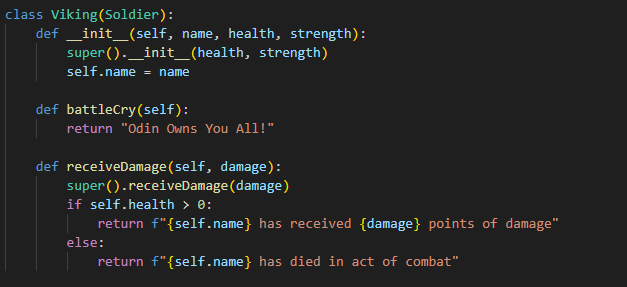 class Viking(Soldier):
    def __init__(self, name, health, strength):
        super().__init__(health, strength)
        self.name = name

    def battleCry(self):
        return "Odin Owns You All!"

    def receiveDamage(self, damage):
        super().receiveDamage(damage)
        if self.health > 0:
            return f"{self.name} has received {damage} points of damage"
        else:
            return f"{self.name} has died in act of combat"